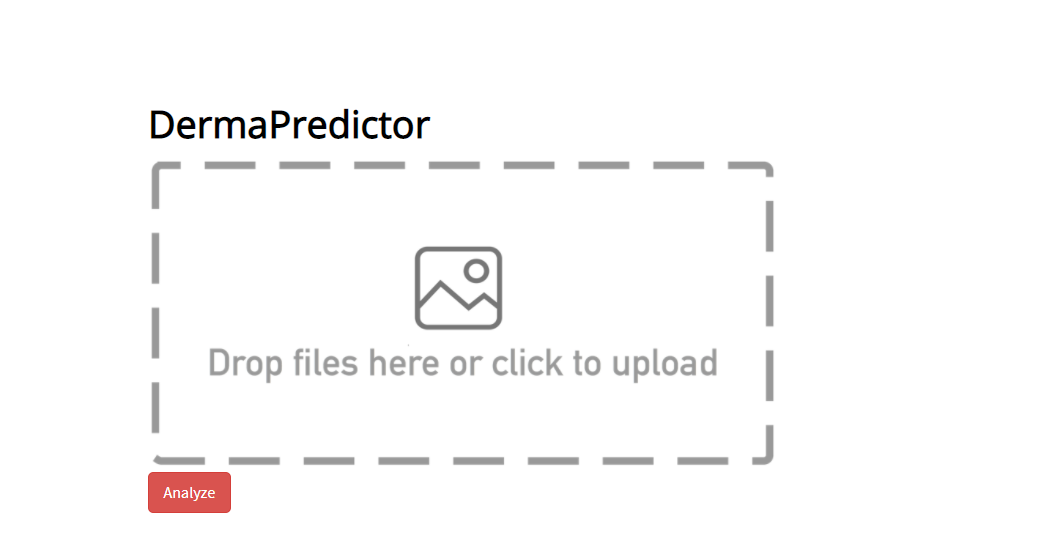 DermaPredictor
Drop files here or click to upload
Analyze